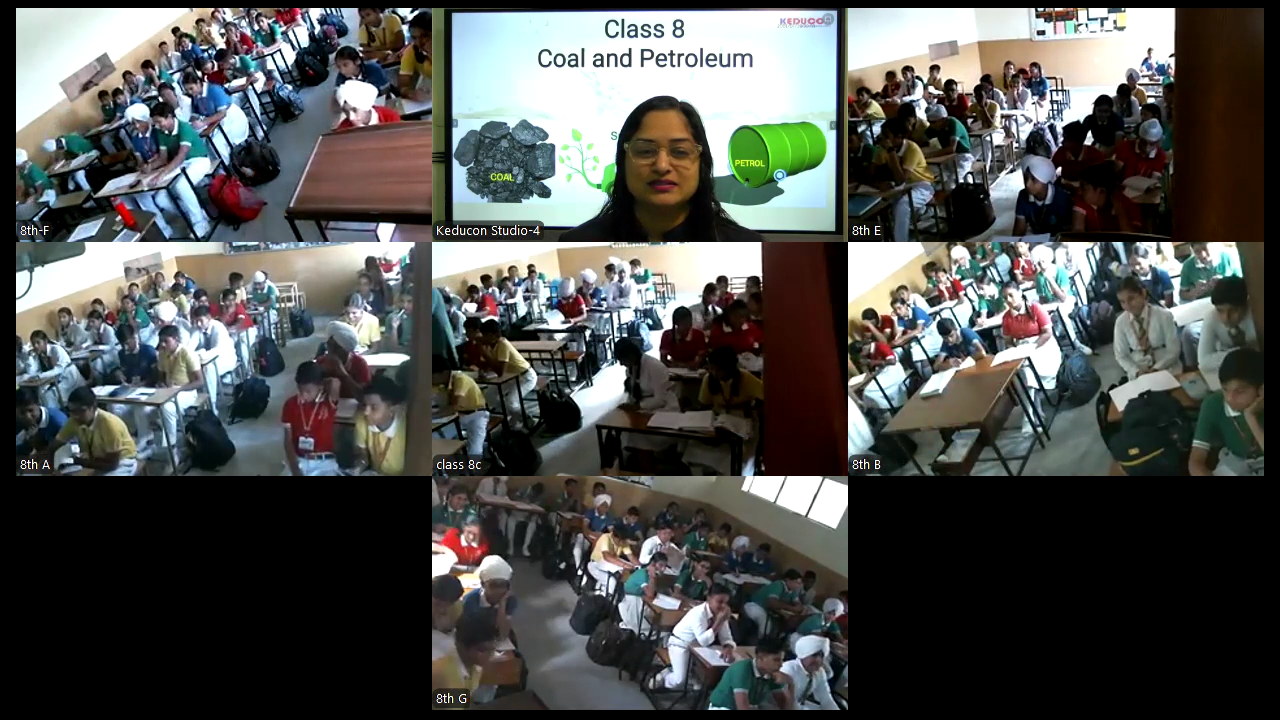 Class 8
Coal and Petroleum
KEDUCON
COAL
PETROL
8th-F
Keducon Studio-4
8th E
8th A
class 8c
8th B
8th G